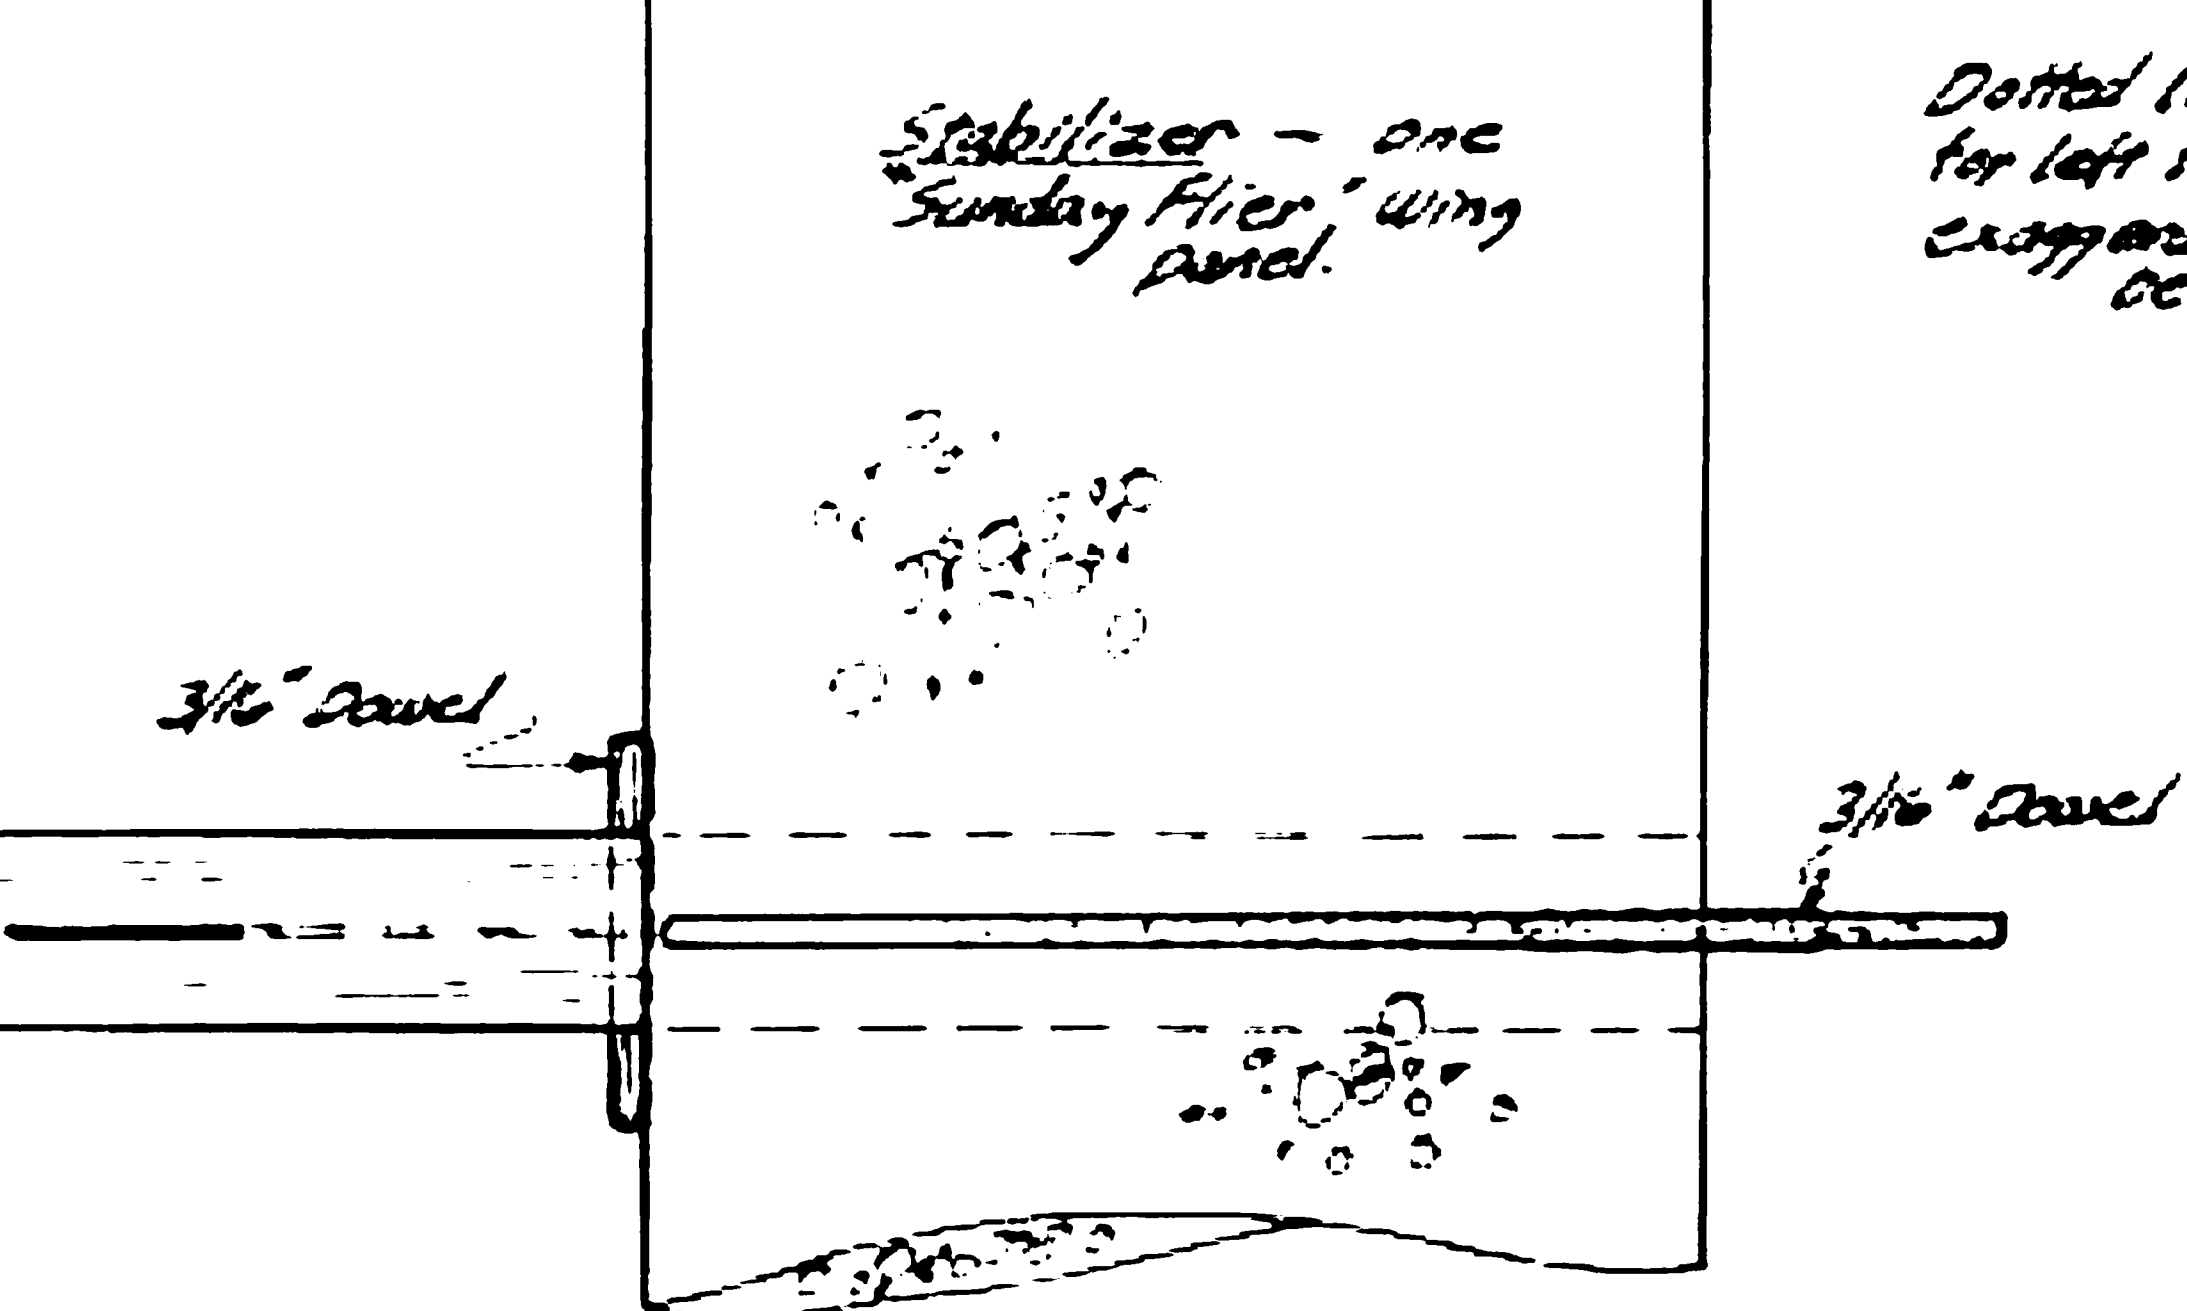 Stabilizer - one
"Sunday Flier" wing
panel.
Dotted
for left
3/16" Dowel
3/16" Dowel